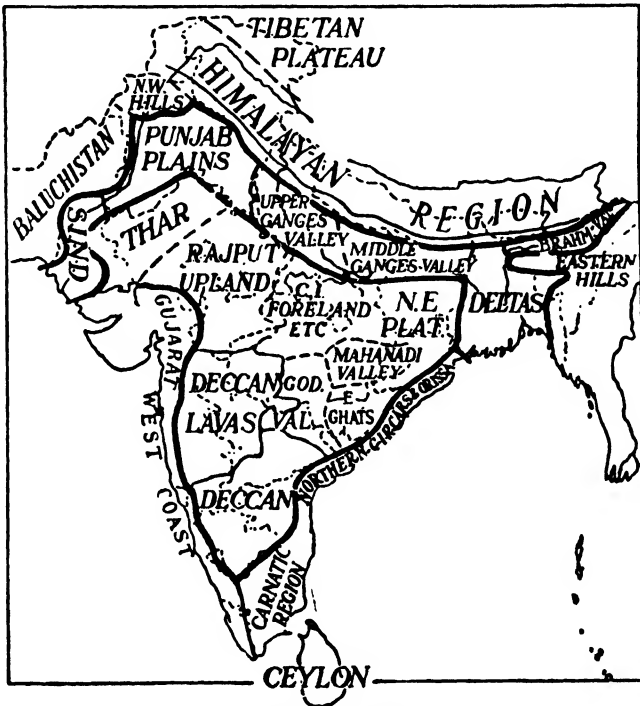 TIBETAN
PLATEAU
N.W.
HILLS
HIMALAYAN
REGION
PUNJAB
PLAINS
BALUCHISTAN
SIND
THAR
UPPER
GANGES
VALLEY
MIDDLE
GANGES-VALLEY
BRAHM-VAL
EASTERN
HILLS
RAJPUT
UPLAND
C.I.
FORELAND
ETC
N.E
PLAT.
DELTAS
GUJARAT
MAHANADI
VALLEY
DECCAN
LAVAS
GOD.
VAL.
E
GHATS
NORTHERN CIRCARS & ORISSA
WEST
COAST
DECCAN
CARNATIC
REGION
CEYLON